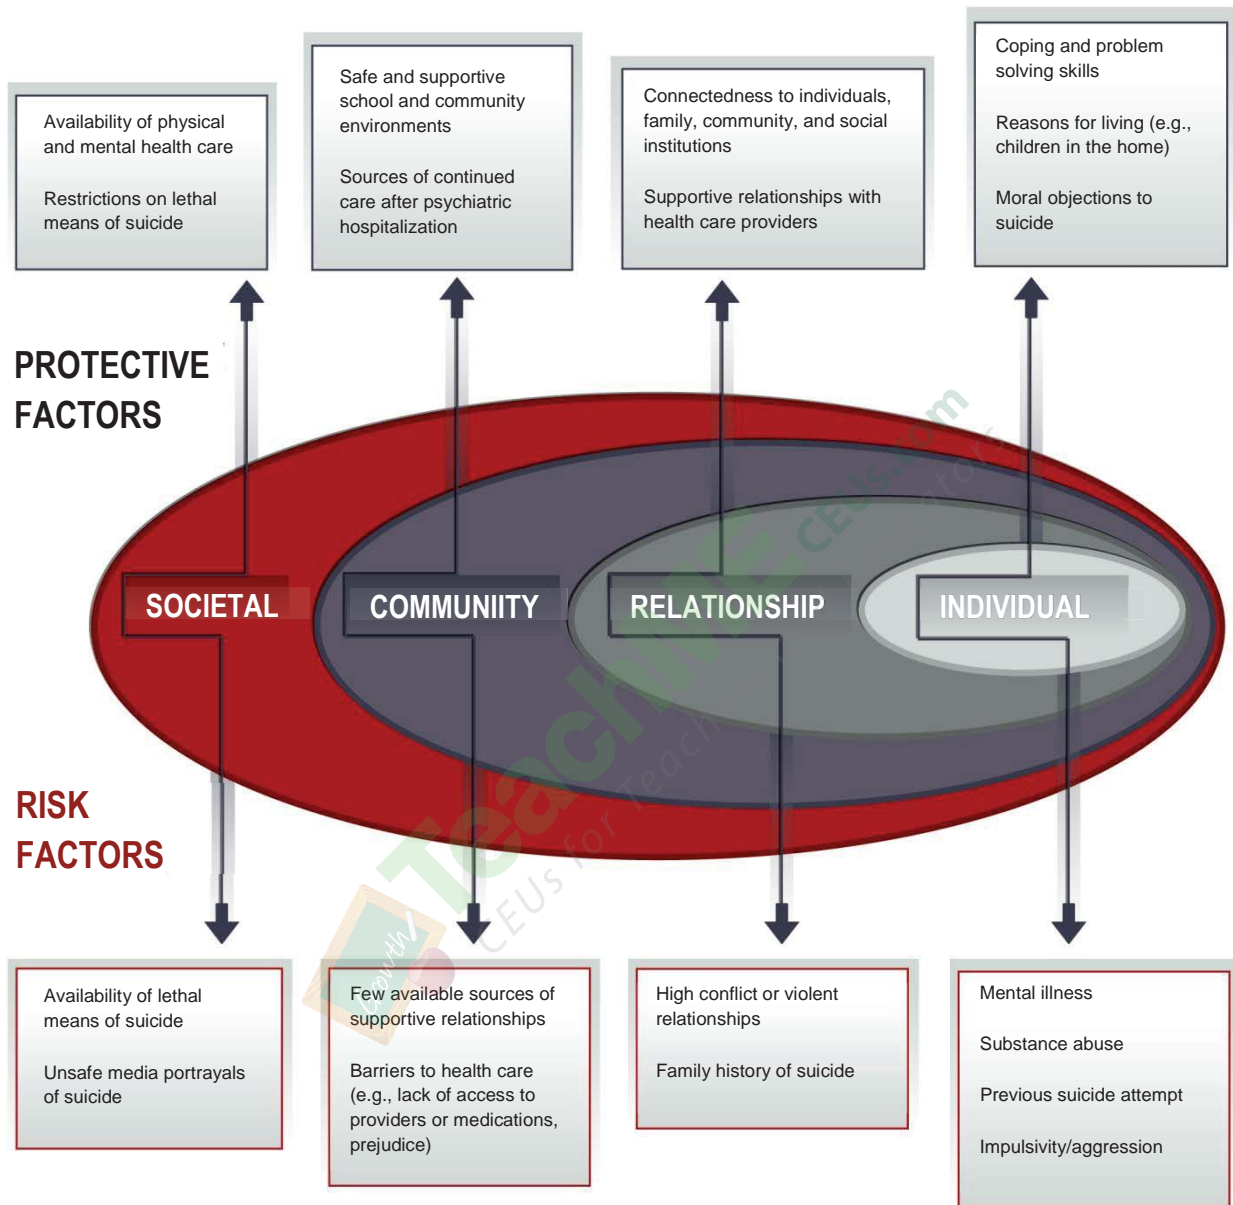 Availability of physical
and mental health care
Restrictions on lethal
means of suicide
Safe and supportive
school and community
environments
Sources of continued
care after psychiatric
hospitalization
Connectedness to individuals,
family, community, and social
institutions
Supportive relationships with
health care providers
Coping and problem
solving skills
Reasons for living (e.g.,
children in the home)
Moral objections to
suicide
PROTECTIVE
FACTORS
SOCIETAL
COMMUNIITY
RELATIONSHIP
INDIVIDUAL
RISK
FACTORS
Availability of lethal
means of suicide
Unsafe media portrayals
of suicide
Few available sources of
supportive relationships
Barriers to health care
(e.g., lack of access to
providers or medications,
prejudice)
High conflict or violent
relationships
Family history of suicide
Mental illness
Substance abuse
Previous suicide attempt
Impulsivity/aggression
Growth!
TeachME CEUs.com
CEUs for